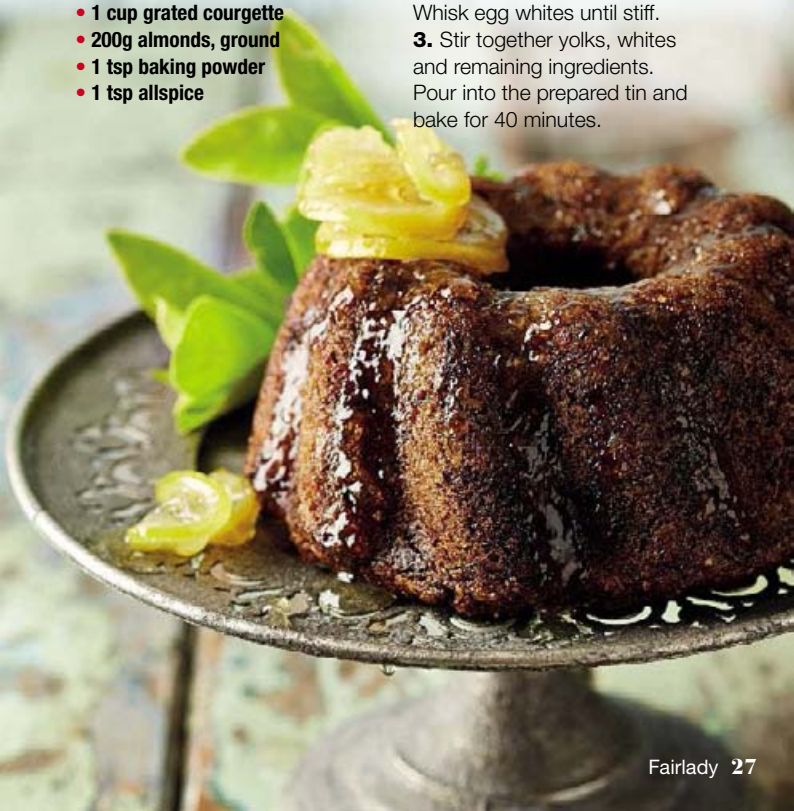 • 1 cup grated courgette
• 200g almonds, ground
• 1 tsp baking powder
• 1 tsp allspice
Whisk egg whites until stiff.
3. Stir together yolks, whites
and remaining ingredients.
Pour into the prepared tin and
bake for 40 minutes.
Fairlady 27